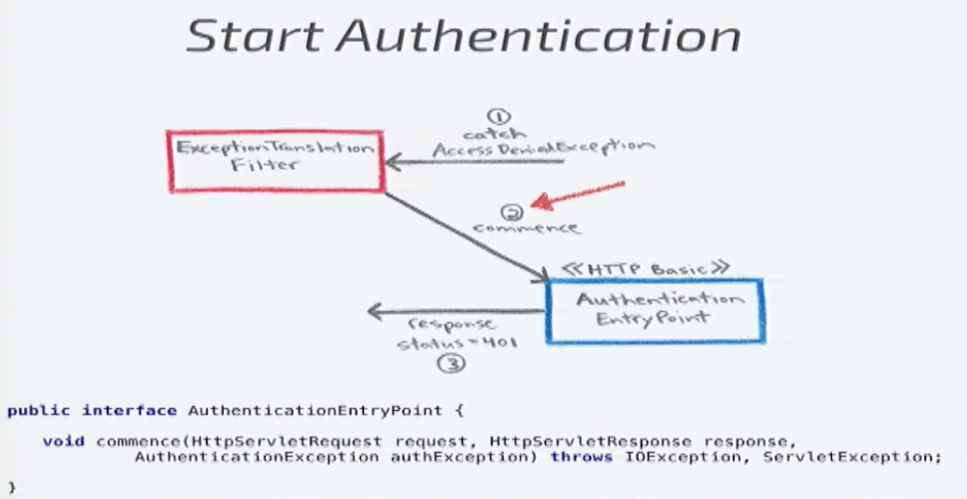 Start Authentication
①
catch
AccessDeniedException
ExceptionTranslation
Filter
②
commence
≪HTTP Basic≫
Authentication
EntryPoint
response
status=401
③
public interface AuthenticationEntryPoint {
void commence(HttpServletRequest request, HttpServletResponse response,
AuthenticationException authException) throws IOException, ServletException;
}